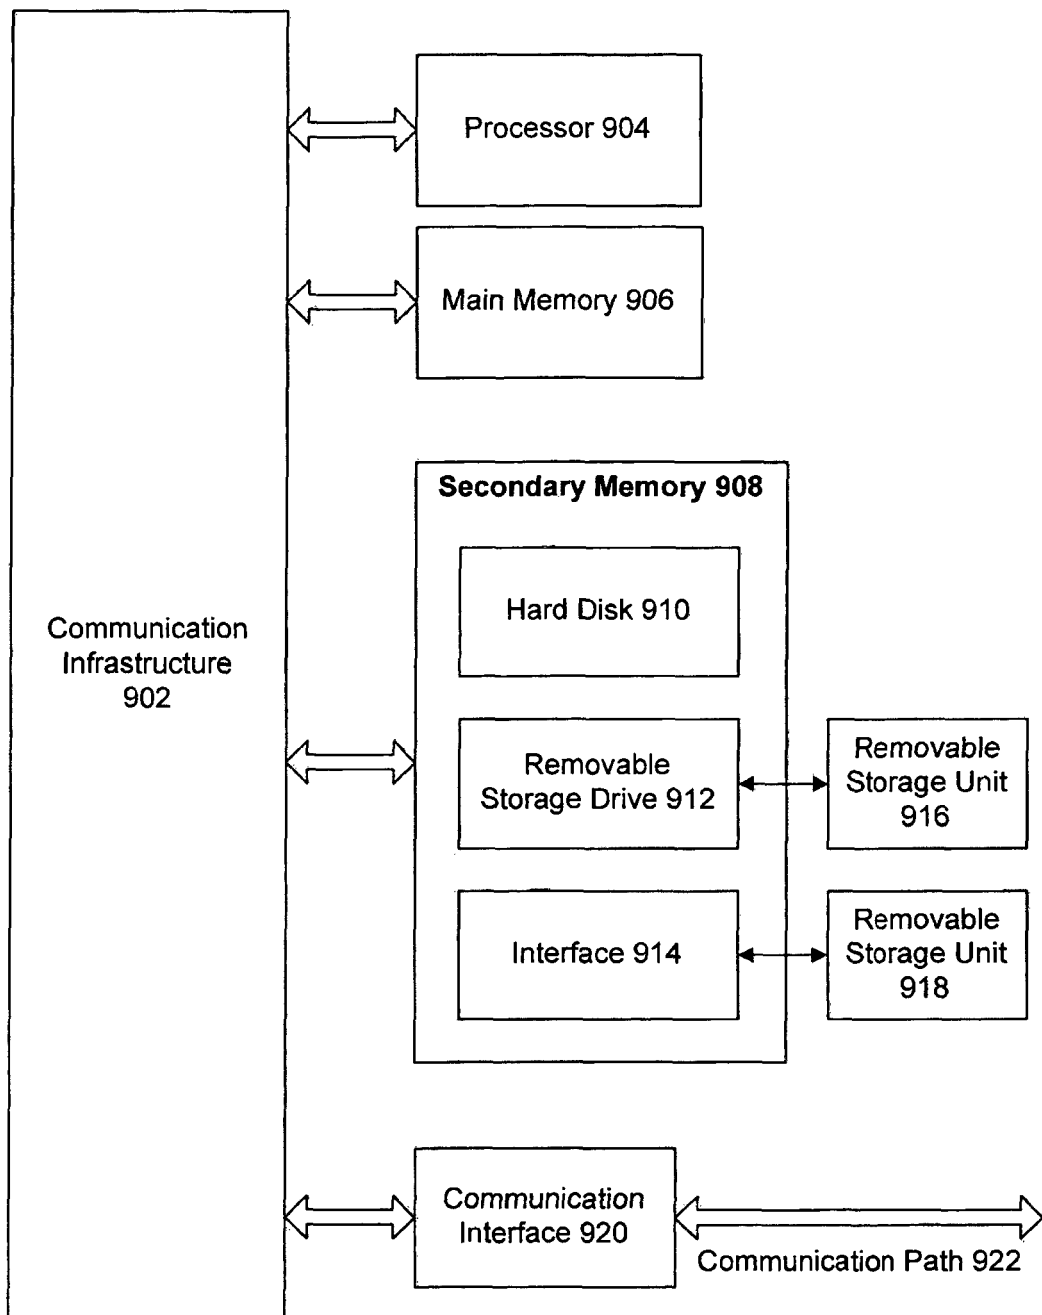 Processor 904
Main Memory 906
Secondary Memory 908
Hard Disk 910
Communication
Infrastructure
902
Removable
Storage Drive 912
Removable
Storage Unit
916
Interface 914
Removable
Storage Unit
918
Communication
Interface 920
Communication Path 922